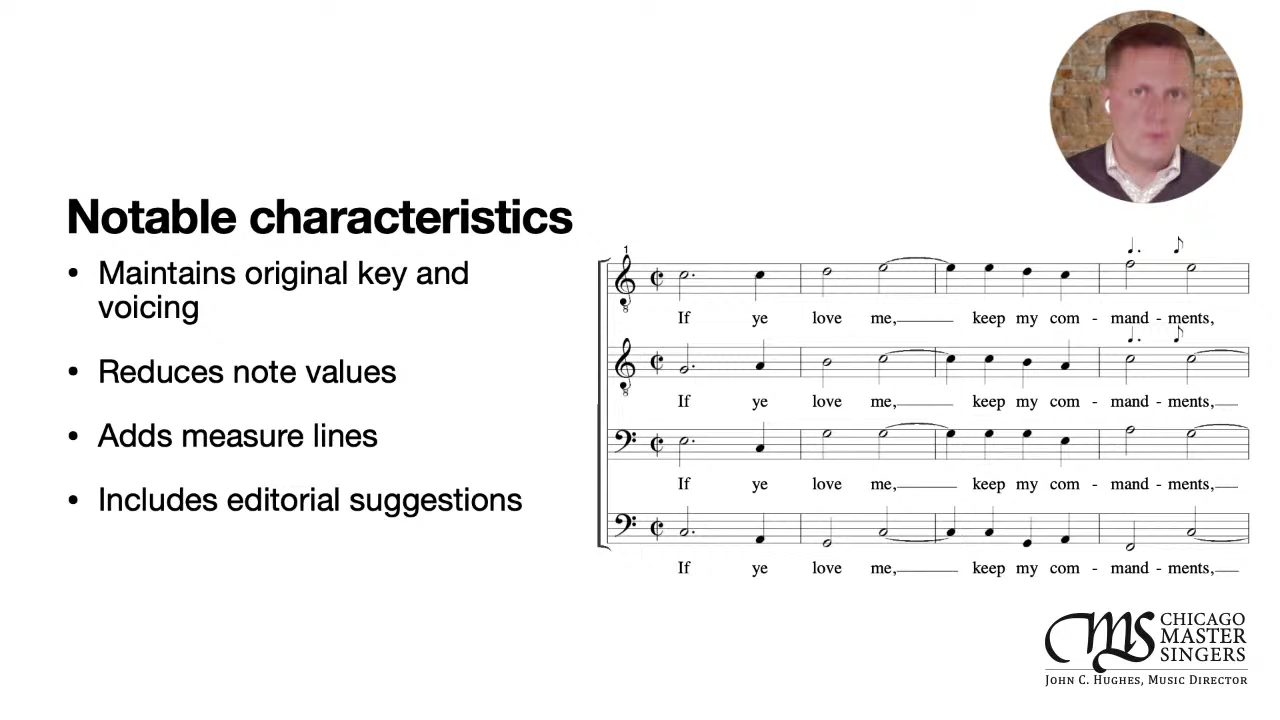 Notable characteristics
• Maintains original key and
voicing
• Reduces note values
• Adds measure lines
• Includes editorial suggestions
1
8
If ye love me, keep my com - mand - ments,
8
If ye love me, keep my com - mand - ments,
If ye love me, keep my com - mand - ments,
If ye love me, keep my com - mand - ments,
CMS
CHICAGO
MASTER
SINGERS
JOHN C. HUGHES, MUSIC DIRECTOR